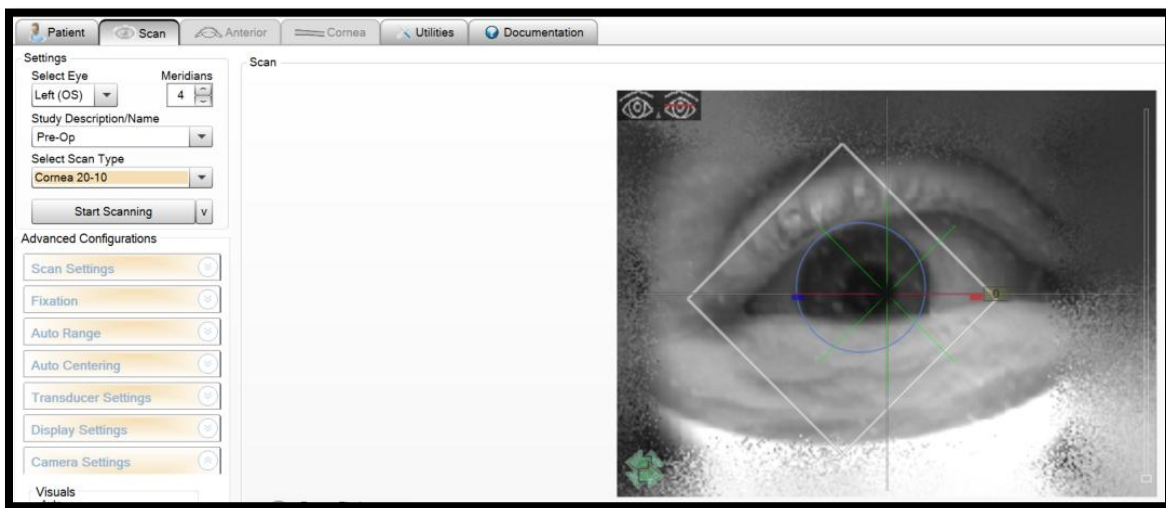 Patient Scan Anterior Cornea Utilities Documentation
Settings
Scan
Select Eye Meridians
Left (OS) 4
Study Description/Name
Pre-Op
Select Scan Type
Cornea 20-10
Start Scanning v
Advanced Configurations
Scan Settings
Fixation
Auto Range
Auto Centering
Transducer Settings
Display Settings
Camera Settings
Visuals
0